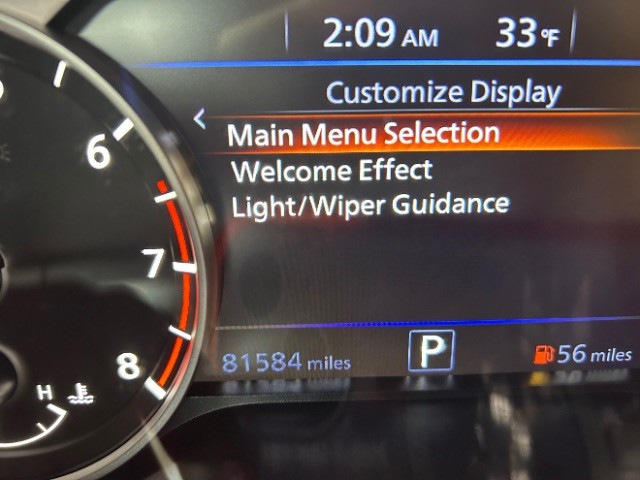 2:09 AM 33°F
Customize Display
<
Main Menu Selection
6
Welcome Effect
Light/Wiper Guidance
7
8
81584 miles P 56 miles
H